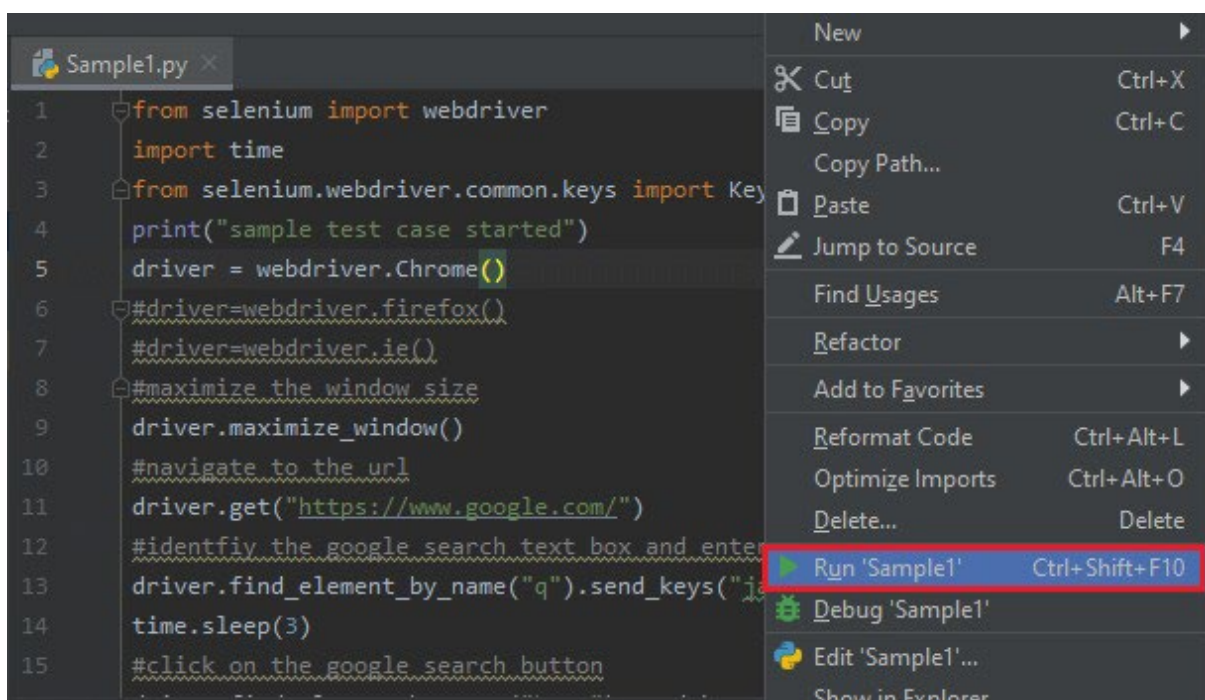 Sample1.py
1 from selenium import webdriver
2 import time
3 from selenium.webdriver.common.keys import Key
4 print("sample test case started")
5 driver = webdriver.Chrome()
6 #driver=webdriver.firefox()
7 #driver=webdriver.ie()
8 #maximize the window size
9 driver.maximize_window()
10 #navigate to the url
11 driver.get("https://www.google.com/")
12 #identfiy the google search text box and enter
13 driver.find_element_by_name("q").send_keys("ja
14 time.sleep(3)
15 #click on the google search button
New
Cut Ctrl+X
Copy Ctrl+C
Copy Path...
Paste Ctrl+V
Jump to Source F4
Find Usages Alt+F7
Refactor
Add to Favorites
Reformat Code Ctrl+Alt+L
Optimize Imports Ctrl+Alt+O
Delete... Delete
Run 'Sample1' Ctrl+Shift+F10
Debug 'Sample1'
Edit 'Sample1'...
Show in Explorer